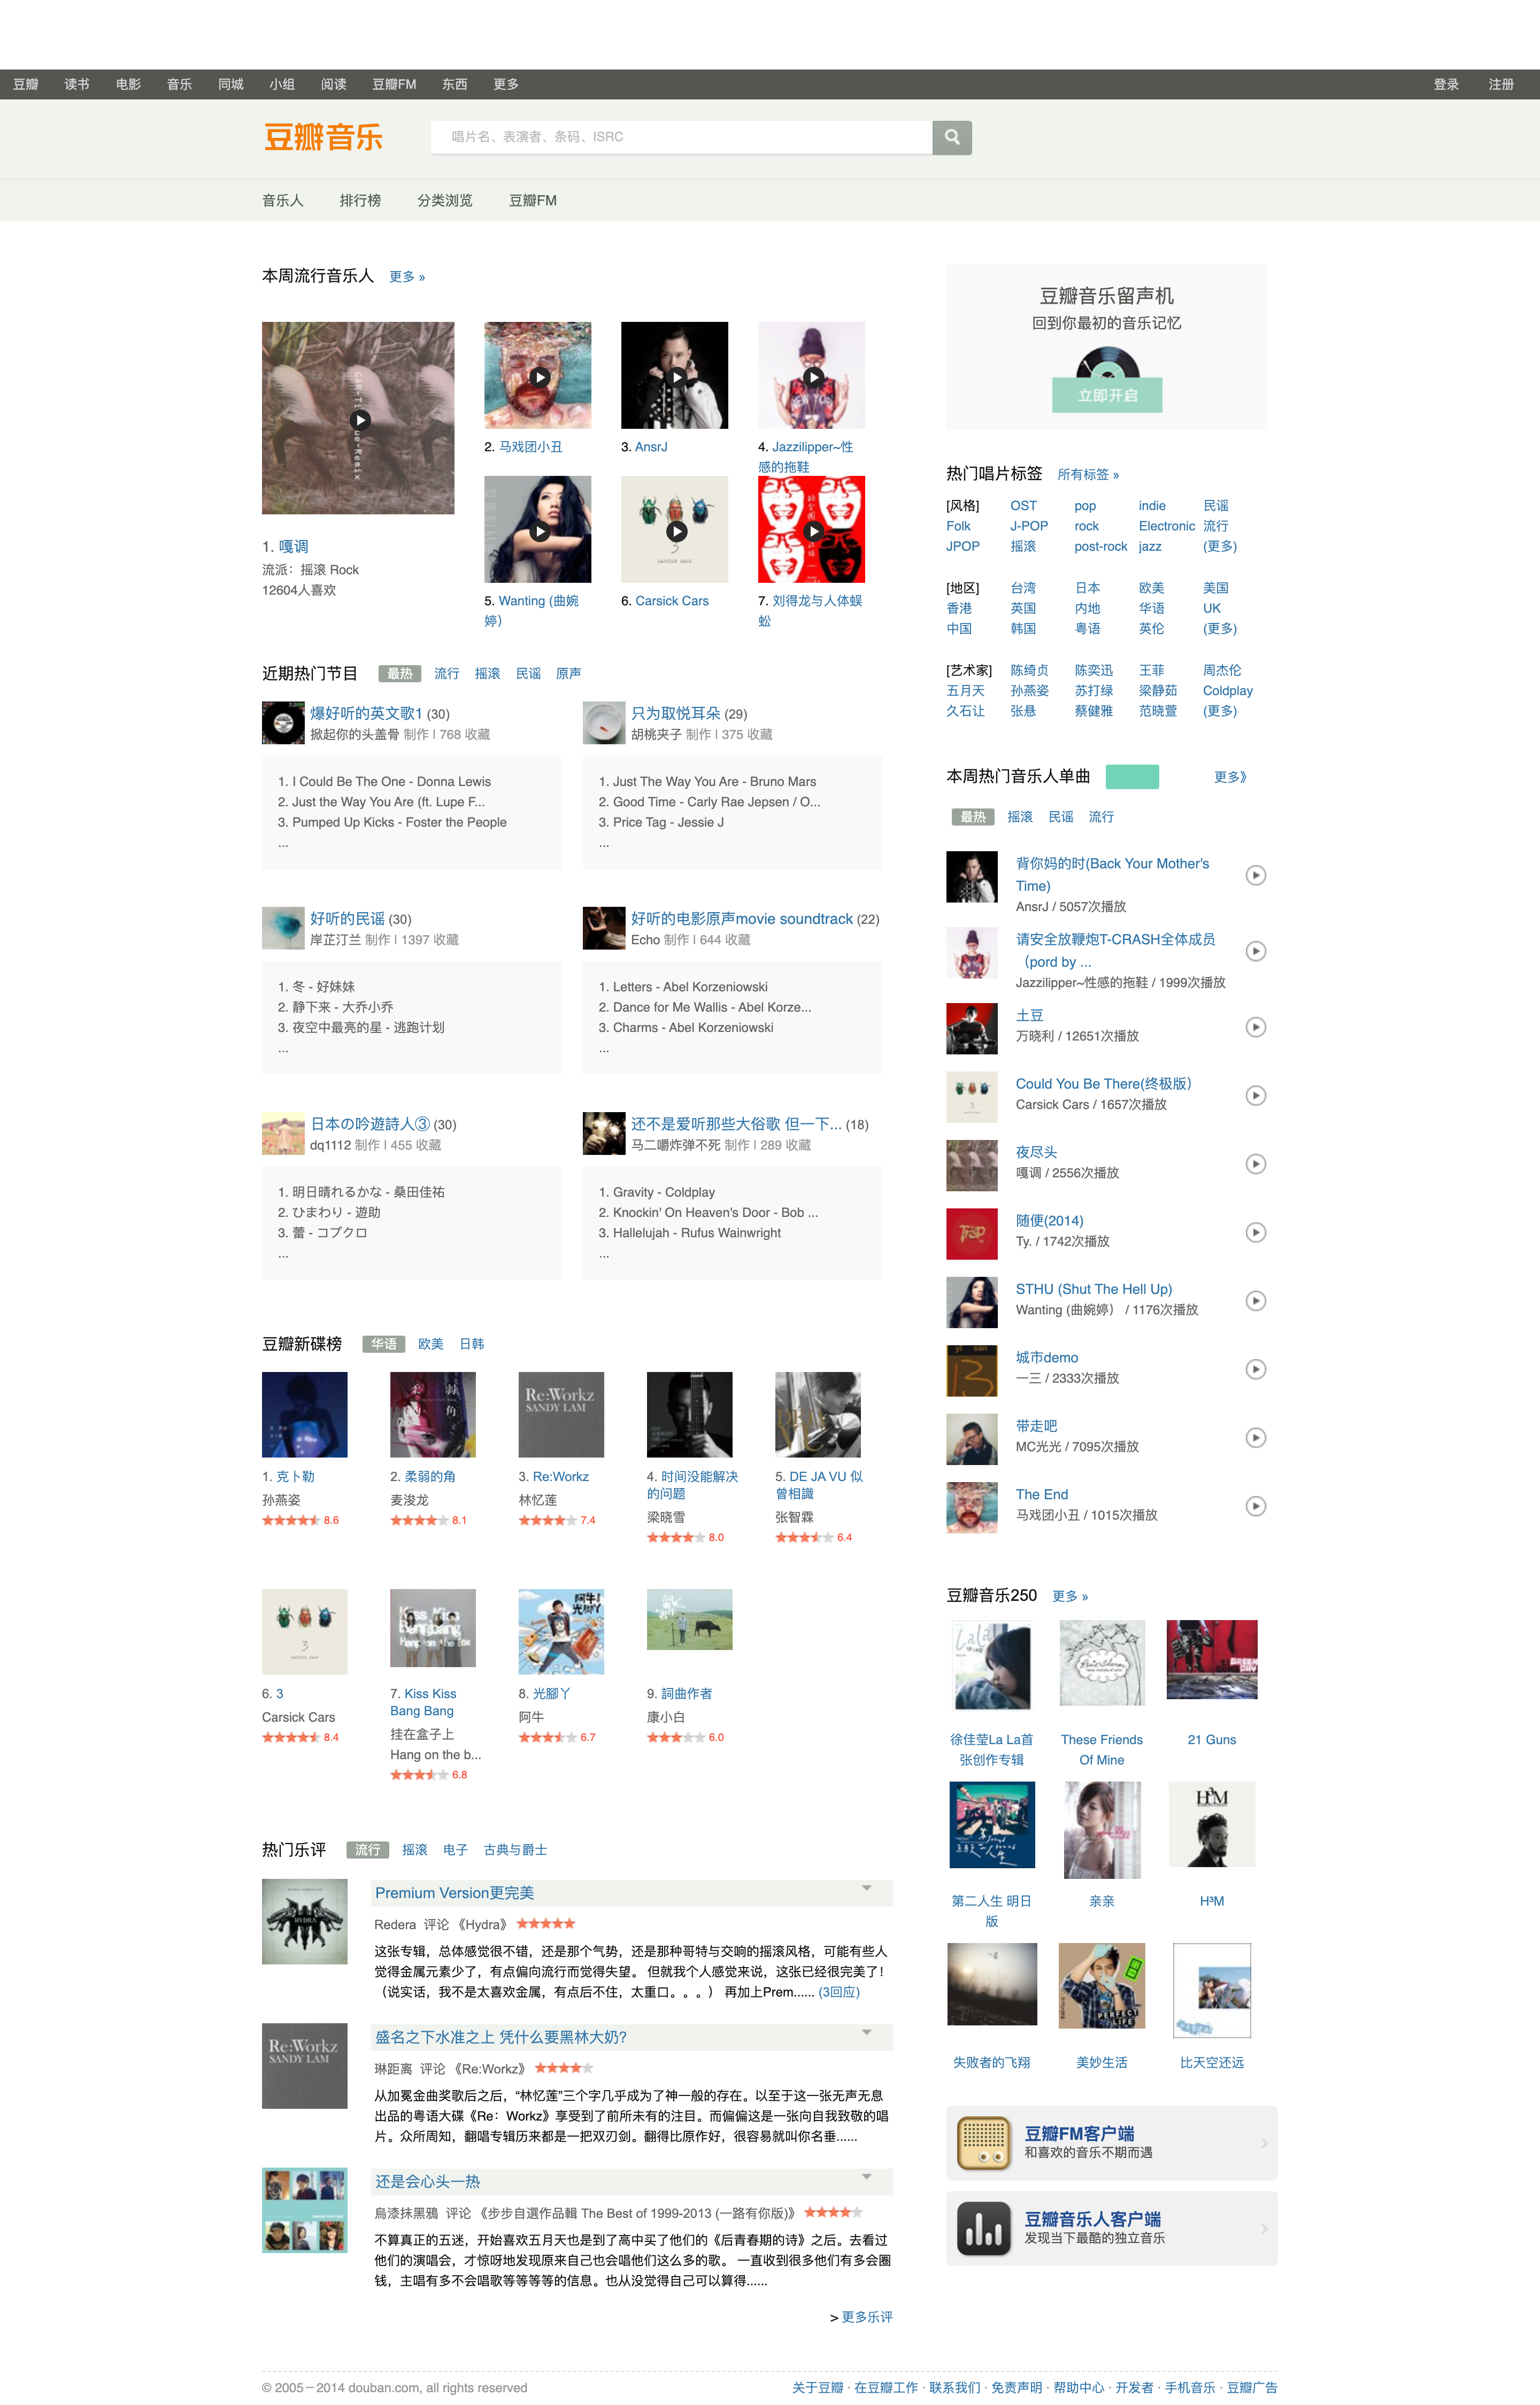 豆瓣 读书 电影 音乐 同城 小组 阅读 豆瓣FM 东西 更多 登录 注册
豆瓣音乐
唱片名、表演者、条码、ISRC
音乐人 排行榜 分类浏览 豆瓣FM
本周流行音乐人 更多 »
1. 嘎调
流派：摇滚 Rock
12604人喜欢
2. 马戏团小丑
3. AnsrJ
4. Jazzilipper~性
感的拖鞋
5. Wanting (曲婉
婷）
6. Carsick Cars
7. 刘得龙与人体蜈
蚣
近期热门节目 最热 流行 摇滚 民谣 原声
爆好听的英文歌1 (30)
掀起你的头盖骨 制作 | 768 收藏
1. I Could Be The One - Donna Lewis
2. Just the Way You Are (ft. Lupe F...
3. Pumped Up Kicks - Foster the People
...
只为取悦耳朵 (29)
胡桃夹子 制作 | 375 收藏
1. Just The Way You Are - Bruno Mars
2. Good Time - Carly Rae Jepsen / O...
3. Price Tag - Jessie J
...
好听的民谣 (30)
岸芷汀兰 制作 | 1397 收藏
1. 冬 - 好妹妹
2. 静下来 - 大乔小乔
3. 夜空中最亮的星 - 逃跑计划
...
好听的电影原声movie soundtrack (22)
Echo 制作 | 644 收藏
1. Letters - Abel Korzeniowski
2. Dance for Me Wallis - Abel Korze...
3. Charms - Abel Korzeniowski
...
日本の吟遊詩人③ (30)
dq1112 制作 | 455 收藏
1. 明日晴れるかな - 桑田佳祐
2. ひまわり - 遊助
3. 蕾 - コブクロ
...
还不是爱听那些大俗歌 但一下... (18)
马二嚼炸弹不死 制作 | 289 收藏
1. Gravity - Coldplay
2. Knockin' On Heaven's Door - Bob ...
3. Hallelujah - Rufus Wainwright
...
豆瓣新碟榜 华语 欧美 日韩
Re:Workz
SANDY LAM
1. 克卜勒
孙燕姿
8.6
2. 柔弱的角
麦浚龙
8.1
3. Re:Workz
林忆莲
7.4
4. 时间没能解决
的问题
梁晓雪
8.0
5. DE JA VU 似
曾相識
张智霖
6.4
6. 3
Carsick Cars
8.4
7. Kiss Kiss
Bang Bang
挂在盒子上
Hang on the b...
6.8
8. 光腳丫
阿牛
6.7
9. 詞曲作者
康小白
6.0
热门乐评 流行 摇滚 电子 古典与爵士
HYDRA
Premium Version更完美
Redera 评论 《Hydra》
这张专辑，总体感觉很不错，还是那个气势，还是那种哥特与交响的摇滚风格，可能有些人
觉得金属元素少了，有点偏向流行而觉得失望。 但就我个人感觉来说，这张已经很完美了！
（说实话，我不是太喜欢金属，有点后不住，太重口。。。） 再加上Prem...... (3回应)
Re:Workz
SANDY LAM
盛名之下水准之上 凭什么要黑林大奶?
琳距离 评论 《Re:Workz》
从加冕金曲奖歌后之后，“林忆莲”三个字几乎成为了神一般的存在。以至于这一张无声无息
出品的粤语大碟《Re：Workz》享受到了前所未有的注目。而偏偏这是一张向自我致敬的唱
片。众所周知，翻唱专辑历来都是一把双刃剑。翻得比原作好，很容易就叫你名垂......
还是会心头一热
烏漆抹黑鴉 评论 《步步自選作品輯 The Best of 1999-2013 (一路有你版)》
不算真正的五迷，开始喜欢五月天也是到了高中买了他们的《后青春期的诗》之后。去看过
他们的演唱会，才惊呀地发现原来自己也会唱他们这么多的歌。 一直收到很多他们有多会圈
钱，主唱有多不会唱歌等等等等的信息。也从没觉得自己可以算得......
> 更多乐评
豆瓣音乐留声机
回到你最初的音乐记忆
立即开启
热门唱片标签 所有标签 »
[风格] OST pop indie 民谣
Folk J-POP rock Electronic 流行
JPOP 摇滚 post-rock jazz (更多)
[地区] 台湾 日本 欧美 美国
香港 英国 内地 华语 UK
中国 韩国 粤语 英伦 (更多)
[艺术家] 陈绮贞 陈奕迅 王菲 周杰伦
五月天 孙燕姿 苏打绿 梁静茹 Coldplay
久石让 张悬 蔡健雅 范晓萱 (更多)
本周热门音乐人单曲 更多》
最热 摇滚 民谣 流行
背你妈的时(Back Your Mother's
Time)
AnsrJ / 5057次播放
请安全放鞭炮T-CRASH全体成员
（pord by ...
Jazzilipper~性感的拖鞋 / 1999次播放
土豆
万晓利 / 12651次播放
Could You Be There(终极版）
Carsick Cars / 1657次播放
夜尽头
嘎调 / 2556次播放
随便(2014)
Ty. / 1742次播放
STHU (Shut The Hell Up)
Wanting (曲婉婷） / 1176次播放
城市demo
一三 / 2333次播放
带走吧
MC光光 / 7095次播放
The End
马戏团小丑 / 1015次播放
豆瓣音乐250 更多 »
徐佳莹La La首
张创作专辑
These Friends
Of Mine
21 Guns
第二人生 明日
版
亲亲
H³M
失败者的飞翔
美妙生活
比天空还远
豆瓣FM客户端
和喜欢的音乐不期而遇
豆瓣音乐人客户端
发现当下最酷的独立音乐
© 2005－2014 douban.com, all rights reserved
关于豆瓣 · 在豆瓣工作 · 联系我们 · 免责声明 · 帮助中心 · 开发者 · 手机音乐 · 豆瓣广告